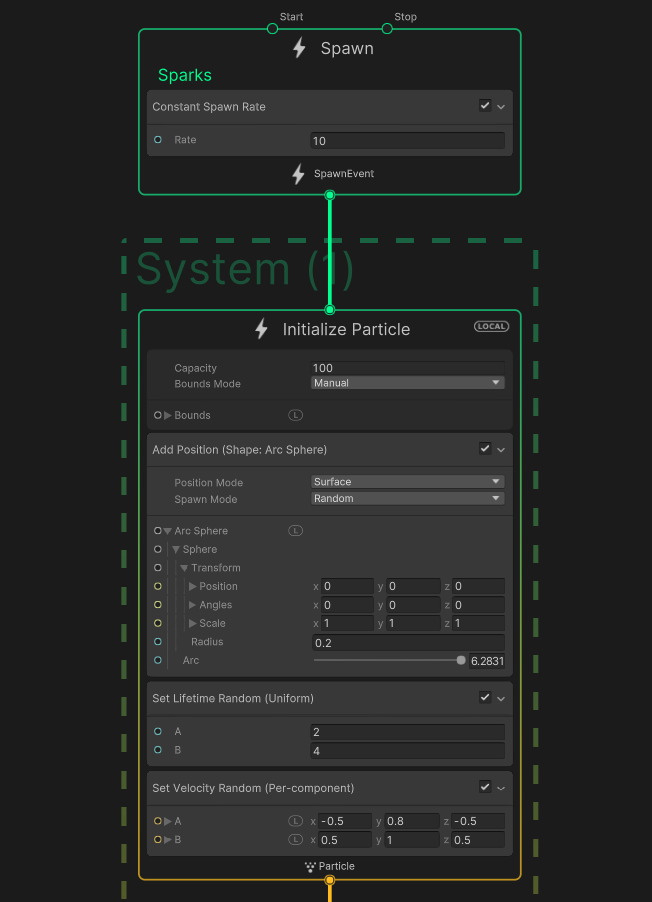 Start Stop
Spawn
Sparks
Constant Spawn Rate
Rate 10
SpawnEvent
System (1)
Initialize Particle LOCAL
Capacity 100
Bounds Mode Manual
Bounds L
Add Position (Shape: Arc Sphere)
Position Mode Surface
Spawn Mode Random
Arc Sphere L
Sphere
Transform
Position x 0 y 0 z 0
Angles x 0 y 0 z 0
Scale x 1 y 1 z 1
Radius 0.2
Arc 6.2831
Set Lifetime Random (Uniform)
A 2
B 4
Set Velocity Random (Per-component)
A L x -0.5 y 0.8 z -0.5
B L x 0.5 y 1 z 0.5
Particle